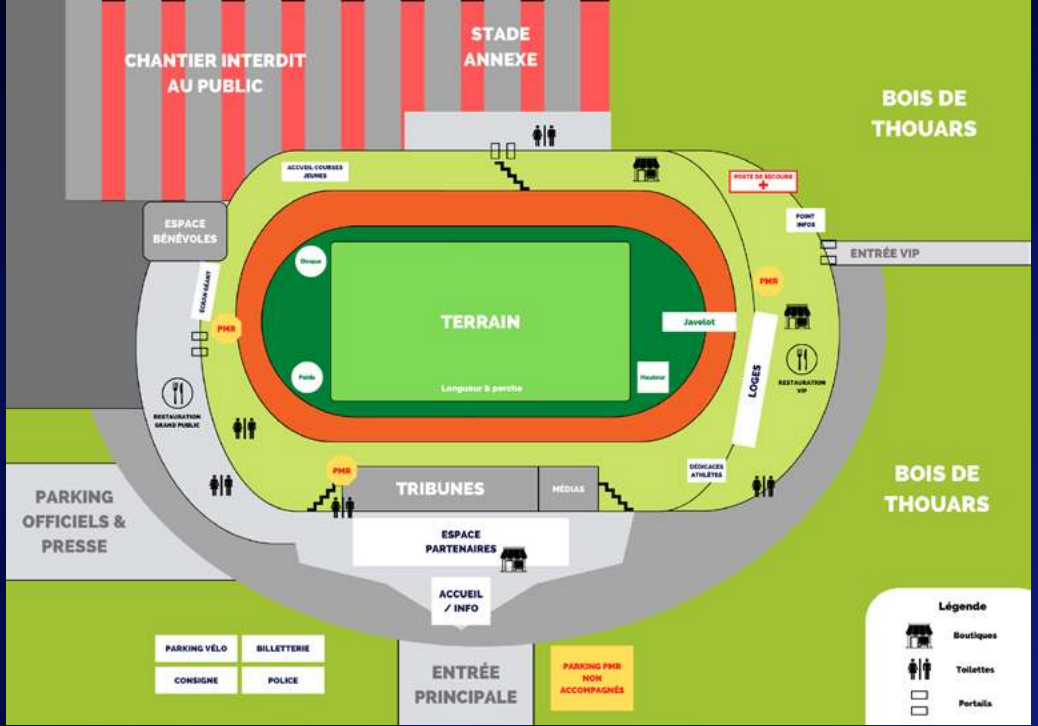 CHANTIER INTERDIT
AU PUBLIC
STADE
ANNEXE
BOIS DE
THOUARS
ACCUEIL COURSES
JEUNES
POSTE DE SECOURS
POINT
INFOS
ESPACE
BÉNÉVOLES
ENTRÉE VIP
ÉCRAN GÉANT
Disque
PMR
PMR
TERRAIN
Javelot
LOGES
RESTAURATION
VIP
Poids
Hauteur
Longueur & perche
RESTAURATION
GRAND PUBLIC
PMR
TRIBUNES
MÉDIAS
DÉDICACES
ATHLÈTES
BOIS DE
THOUARS
PARKING
OFFICIELS &
PRESSE
ESPACE
PARTENAIRES
ACCUEIL
/ INFO
PARKING VÉLO
BILLETTERIE
CONSIGNE
POLICE
ENTRÉE
PRINCIPALE
PARKING PMR
NON
ACCOMPAGNÉS
Légende
Boutiques
Toilettes
Portails